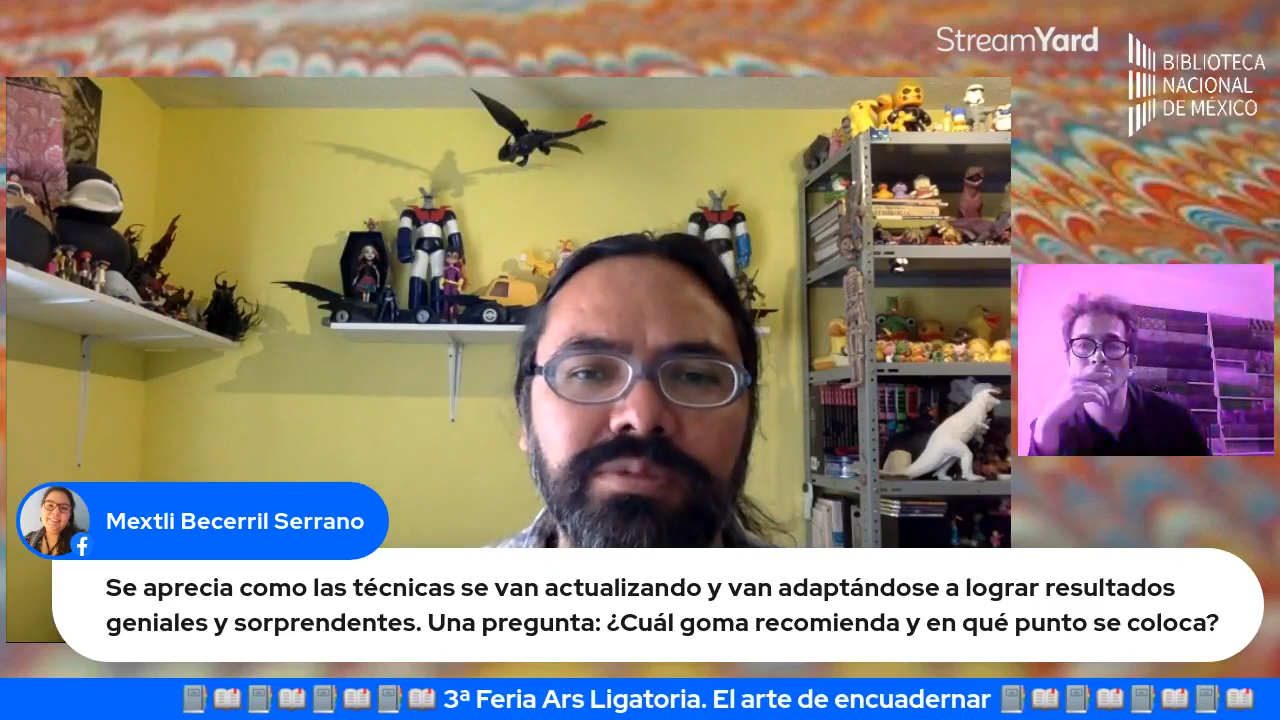 StreamYard
BIBLIOTECA
NACIONAL
DE MÉXICO
Mextli Becerril Serrano
Se aprecia como las técnicas se van actualizando y van adaptándose a lograr resultados
geniales y sorprendentes. Una pregunta: ¿Cuál goma recomienda y en qué punto se coloca?
3ª Feria Ars Ligatoria. El arte de encuadernar